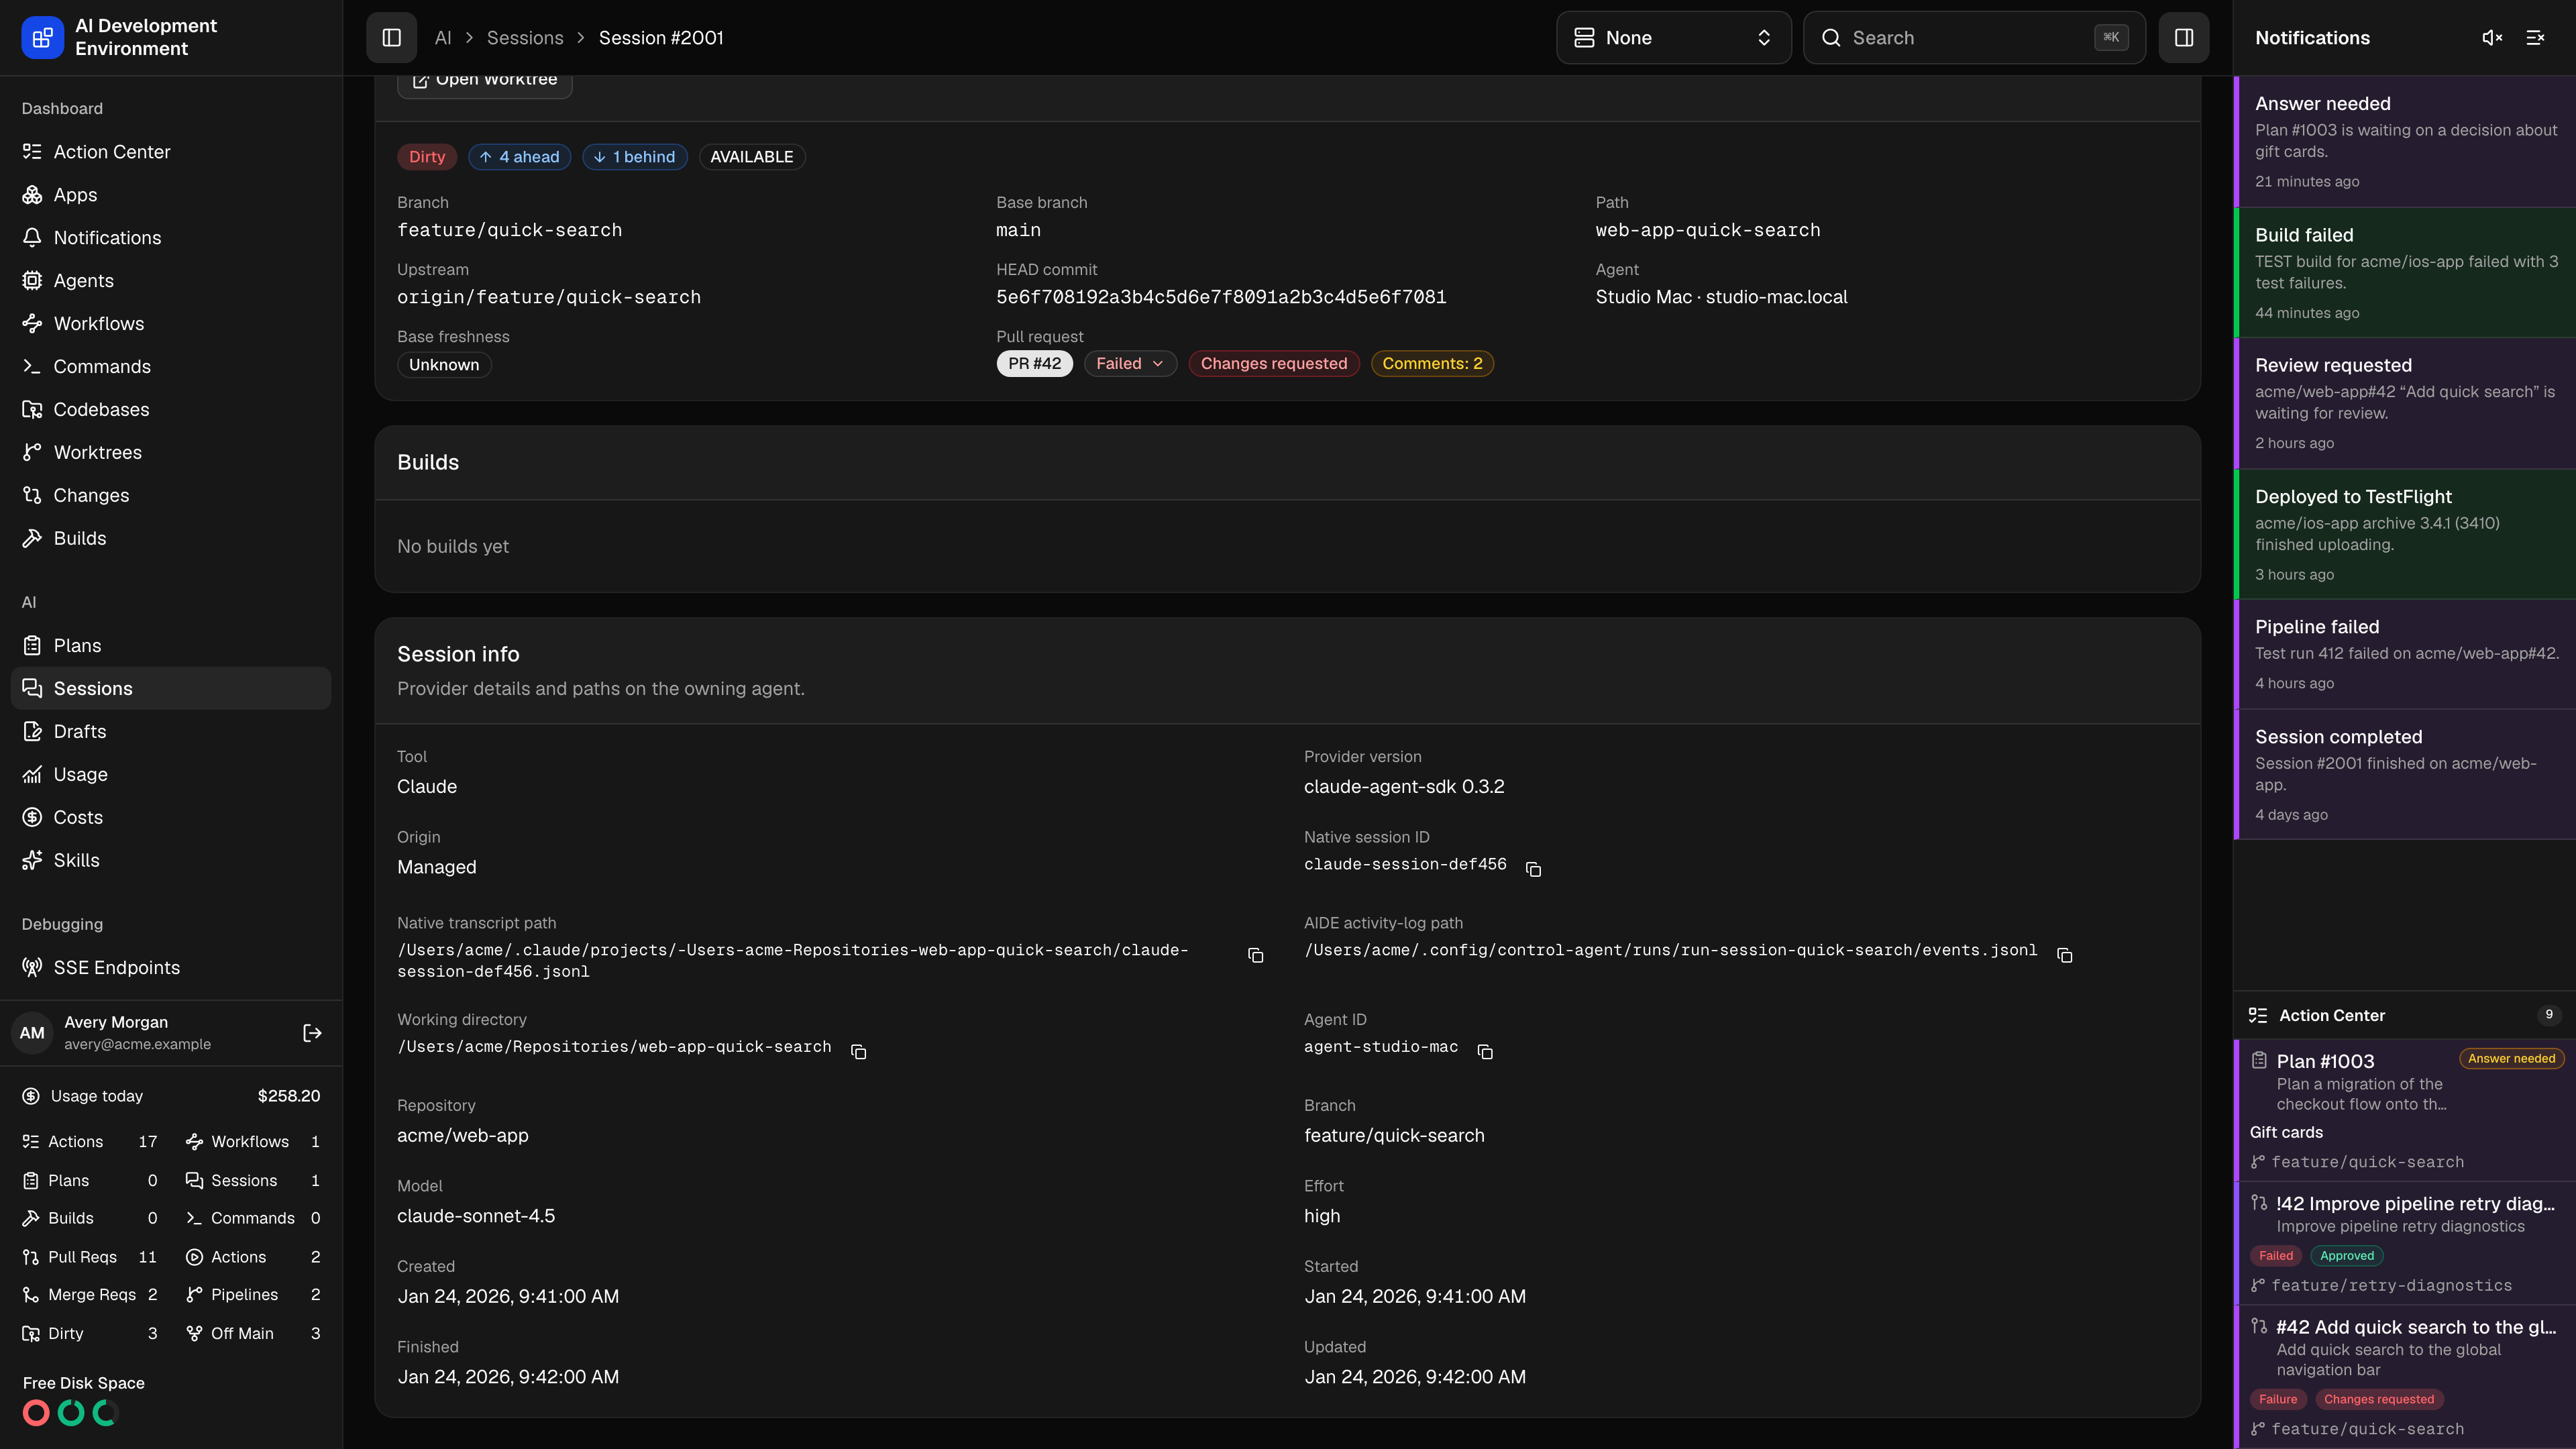 AI Development
Environment
Dashboard
Action Center
Apps
Notifications
Agents
Workflows
Commands
Codebases
Worktrees
Changes
Builds
AI
Plans
Sessions
Drafts
Usage
Costs
Skills
Debugging
SSE Endpoints
AM
Avery Morgan
avery@acme.example
Usage today $258.20
Actions 17 Workflows 1
Plans 0 Sessions 1
Builds 0 Commands 0
Pull Reqs 11 Actions 2
Merge Reqs 2 Pipelines 2
Dirty 3 Off Main 3
Free Disk Space
AI > Sessions > Session #2001
None
Search ⌘K
Open Worktree
Dirty ↑ 4 ahead ↓ 1 behind AVAILABLE
Branch
feature/quick-search
Base branch
main
Path
web-app-quick-search
Upstream
origin/feature/quick-search
HEAD commit
5e6f708192a3b4c5d6e7f8091a2b3c4d5e6f7081
Agent
Studio Mac · studio-mac.local
Base freshness
Unknown
Pull request
PR #42 Failed Changes requested Comments: 2
Builds
No builds yet
Session info
Provider details and paths on the owning agent.
Tool
Claude
Provider version
claude-agent-sdk 0.3.2
Origin
Managed
Native session ID
claude-session-def456
Native transcript path
/Users/acme/.claude/projects/-Users-acme-Repositories-web-app-quick-search/claude-
session-def456.jsonl
AIDE activity-log path
/Users/acme/.config/control-agent/runs/run-session-quick-search/events.jsonl
Working directory
/Users/acme/Repositories/web-app-quick-search
Agent ID
agent-studio-mac
Repository
acme/web-app
Branch
feature/quick-search
Model
claude-sonnet-4.5
Effort
high
Created
Jan 24, 2026, 9:41:00 AM
Started
Jan 24, 2026, 9:41:00 AM
Finished
Jan 24, 2026, 9:42:00 AM
Updated
Jan 24, 2026, 9:42:00 AM
Notifications
Answer needed
Plan #1003 is waiting on a decision about
gift cards.
21 minutes ago
Build failed
TEST build for acme/ios-app failed with 3
test failures.
44 minutes ago
Review requested
acme/web-app#42 “Add quick search” is
waiting for review.
2 hours ago
Deployed to TestFlight
acme/ios-app archive 3.4.1 (3410)
finished uploading.
3 hours ago
Pipeline failed
Test run 412 failed on acme/web-app#42.
4 hours ago
Session completed
Session #2001 finished on acme/web-
app.
4 days ago
Action Center 9
Plan #1003 Answer needed
Plan a migration of the
checkout flow onto th...
Gift cards
feature/quick-search
!42 Improve pipeline retry diag...
Improve pipeline retry diagnostics
Failed Approved
feature/retry-diagnostics
#42 Add quick search to the gl...
Add quick search to the global
navigation bar
Failure Changes requested
feature/quick-search